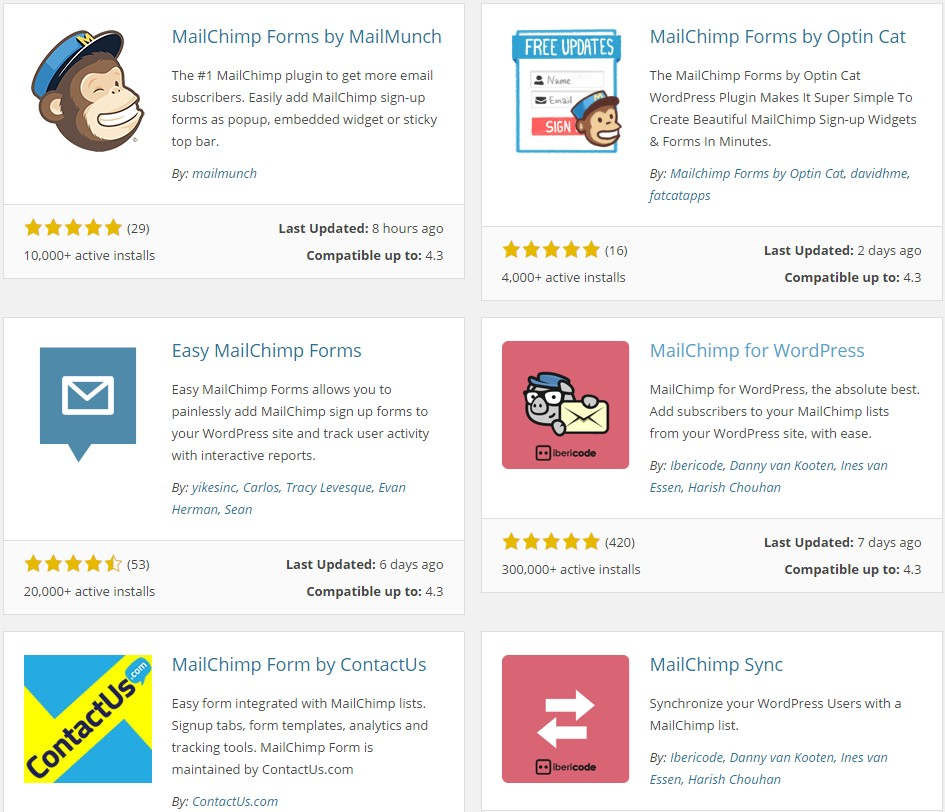 MailChimp Forms by MailMunch
The #1 MailChimp plugin to get more email
subscribers. Easily add MailChimp sign-up
forms as popup, embedded widget or sticky
top bar.
By: mailmunch
(29)
Last Updated: 8 hours ago
10,000+ active installs
Compatible up to: 4.3
FREE UPDATES
Name
Email
SIGN
MailChimp Forms by Optin Cat
The MailChimp Forms by Optin Cat
WordPress Plugin Makes It Super Simple To
Create Beautiful MailChimp Sign-up Widgets
& Forms In Minutes.
By: Mailchimp Forms by Optin Cat, davidhme,
fatcatapps
(16)
Last Updated: 2 days ago
4,000+ active installs
Compatible up to: 4.3
Easy MailChimp Forms
Easy MailChimp Forms allows you to
painlessly add MailChimp sign up forms to
your WordPress site and track user activity
with interactive reports.
By: yikesinc, Carlos, Tracy Levesque, Evan
Herman, Sean
(53)
Last Updated: 6 days ago
20,000+ active installs
Compatible up to: 4.3
ibericode
MailChimp for WordPress
MailChimp for WordPress, the absolute best.
Add subscribers to your MailChimp lists
from your WordPress site, with ease.
By: Ibericode, Danny van Kooten, Ines van
Essen, Harish Chouhan
(420)
Last Updated: 7 days ago
300,000+ active installs
Compatible up to: 4.3
ContactUs.com
MailChimp Form by ContactUs
Easy form integrated with MailChimp lists.
Signup tabs, form templates, analytics and
tracking tools. MailChimp Form is
maintained by ContactUs.com
By: ContactUs.com
ibericode
MailChimp Sync
Synchronize your WordPress Users with a
MailChimp list.
By: Ibericode, Danny van Kooten, Ines van
Essen, Harish Chouhan